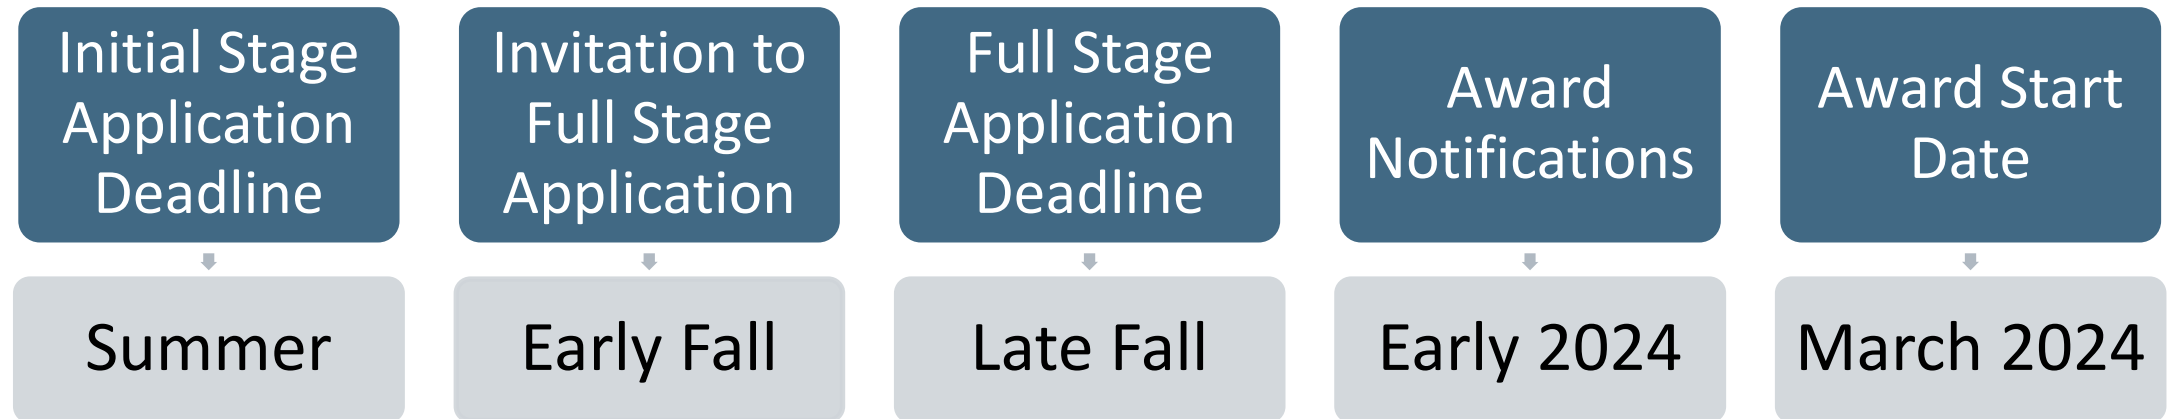 Initial Stage
Application
Deadline
Summer
Invitation to
Full Stage
Application
Early Fall
Full Stage
Application
Deadline
Late Fall
Award
Notifications
Early 2024
Award Start
Date
March 2024